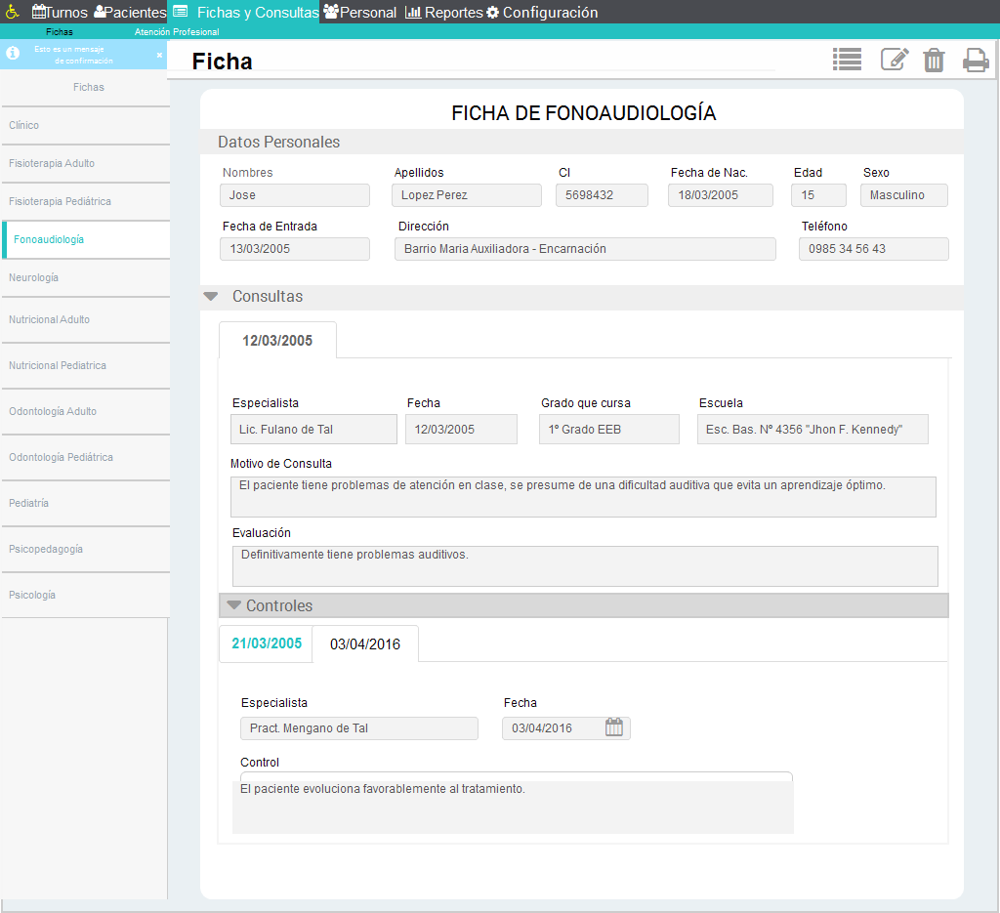 Turnos Pacientes Fichas y Consultas Personal Reportes Configuración
Fichas Atención Profesional
Esto es un mensaje
de confirmación
×
Ficha
Fichas
Clínico
Fisioterapia Adulto
Fisioterapia Pediátrica
Fonoaudiología
Neurología
Nutricional Adulto
Nutricional Pediatrica
Odontología Adulto
Odontología Pediátrica
Pediatría
Psicopedagogía
Psicología
FICHA DE FONOAUDIOLOGÍA
Datos Personales
Nombres Apellidos CI Fecha de Nac. Edad Sexo
Jose Lopez Perez 5698432 18/03/2005 15 Masculino
Fecha de Entrada Dirección Teléfono
13/03/2005 Barrio Maria Auxiliadora - Encarnación 0985 34 56 43
Consultas
12/03/2005
Especialista Fecha Grado que cursa Escuela
Lic. Fulano de Tal 12/03/2005 1º Grado EEB Esc. Bas. Nº 4356 "Jhon F. Kennedy"
Motivo de Consulta
El paciente tiene problemas de atención en clase, se presume de una dificultad auditiva que evita un aprendizaje óptimo.
Evaluación
Definitivamente tiene problemas auditivos.
Controles
21/03/2005 03/04/2016
Especialista Fecha
Pract. Mengano de Tal 03/04/2016
Control
El paciente evoluciona favorablemente al tratamiento.